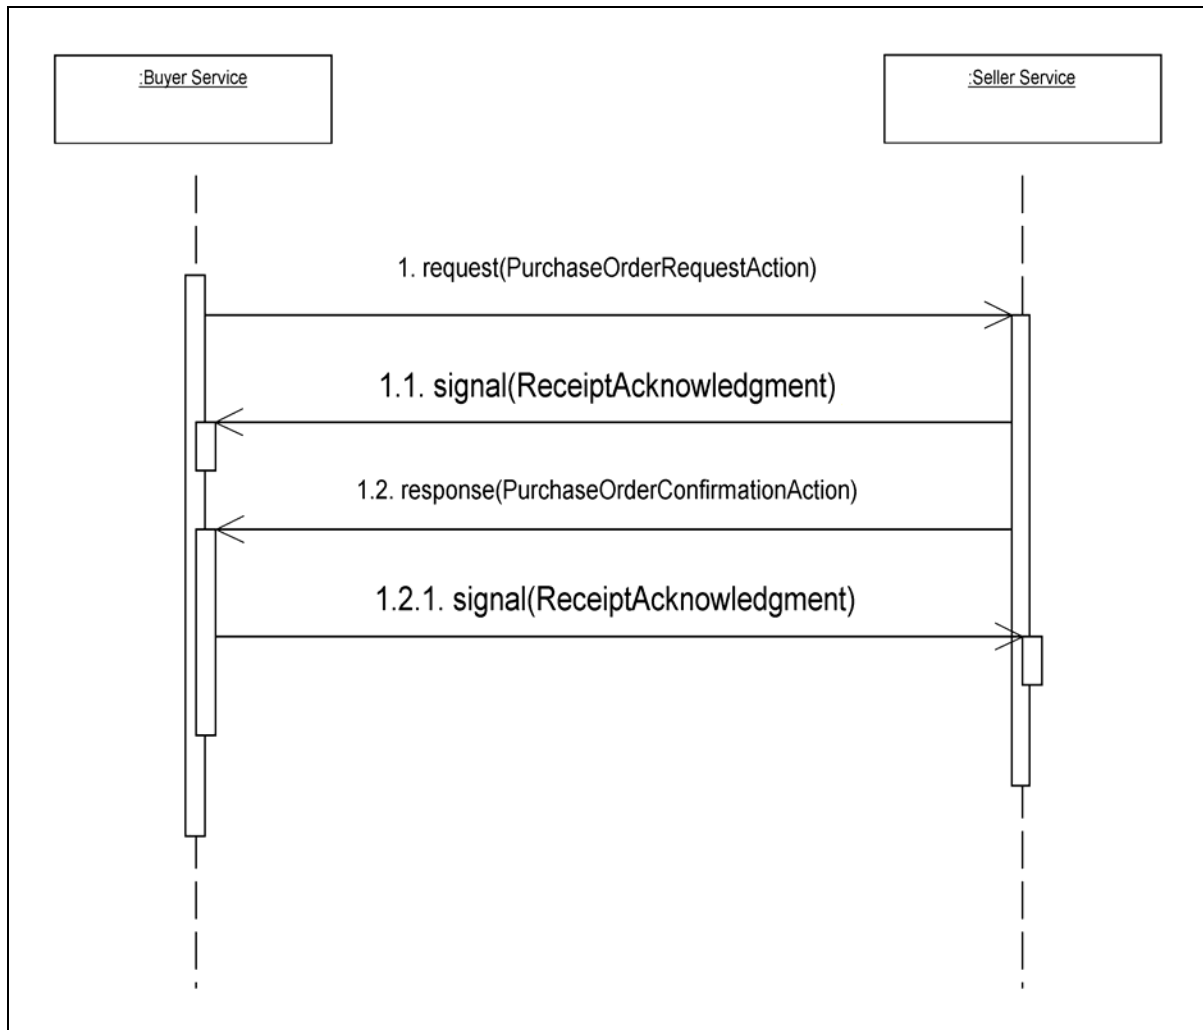 :Buyer Service
:Seller Service
1. request(PurchaseOrderRequestAction)
1.1. signal(ReceiptAcknowledgment)
1.2. response(PurchaseOrderConfirmationAction)
1.2.1. signal(ReceiptAcknowledgment)